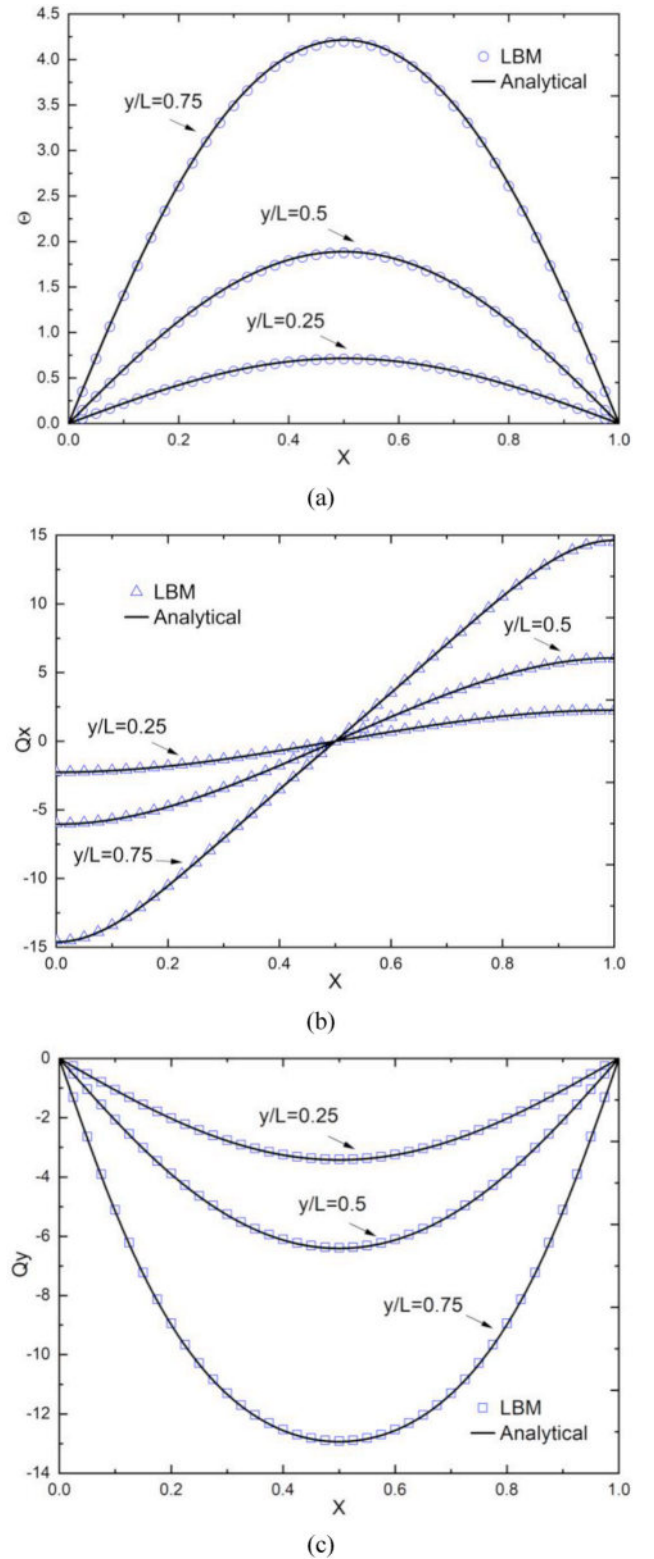 4.5
4.0
3.5
3.0
2.5
2.0
1.5
1.0
0.5
0.0
Θ
LBM
Analytical
y/L=0.75
y/L=0.5
y/L=0.25
0.0 0.2 0.4 0.6 0.8 1.0
X
(a)
15
10
5
0
-5
-10
-15
Qx
LBM
Analytical
y/L=0.5
y/L=0.25
y/L=0.75
0.0 0.2 0.4 0.6 0.8 1.0
X
(b)
0
-2
-4
-6
-8
-10
-12
-14
Qy
y/L=0.25
y/L=0.5
y/L=0.75
LBM
Analytical
0.0 0.2 0.4 0.6 0.8 1.0
X
(c)